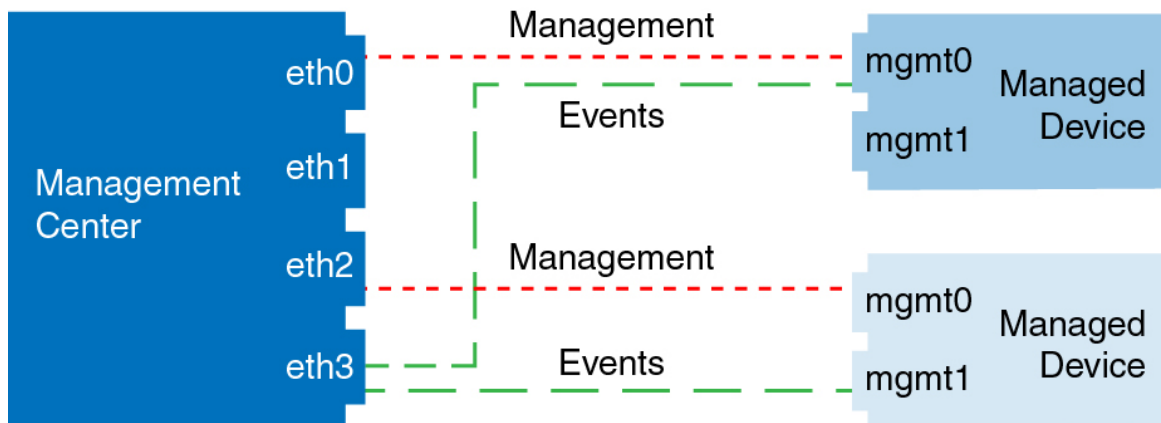 Management
Center
eth0
eth1
eth2
eth3
Management
Events
Management
Events
mgmt0
mgmt1
Managed
Device
mgmt0
mgmt1
Managed
Device